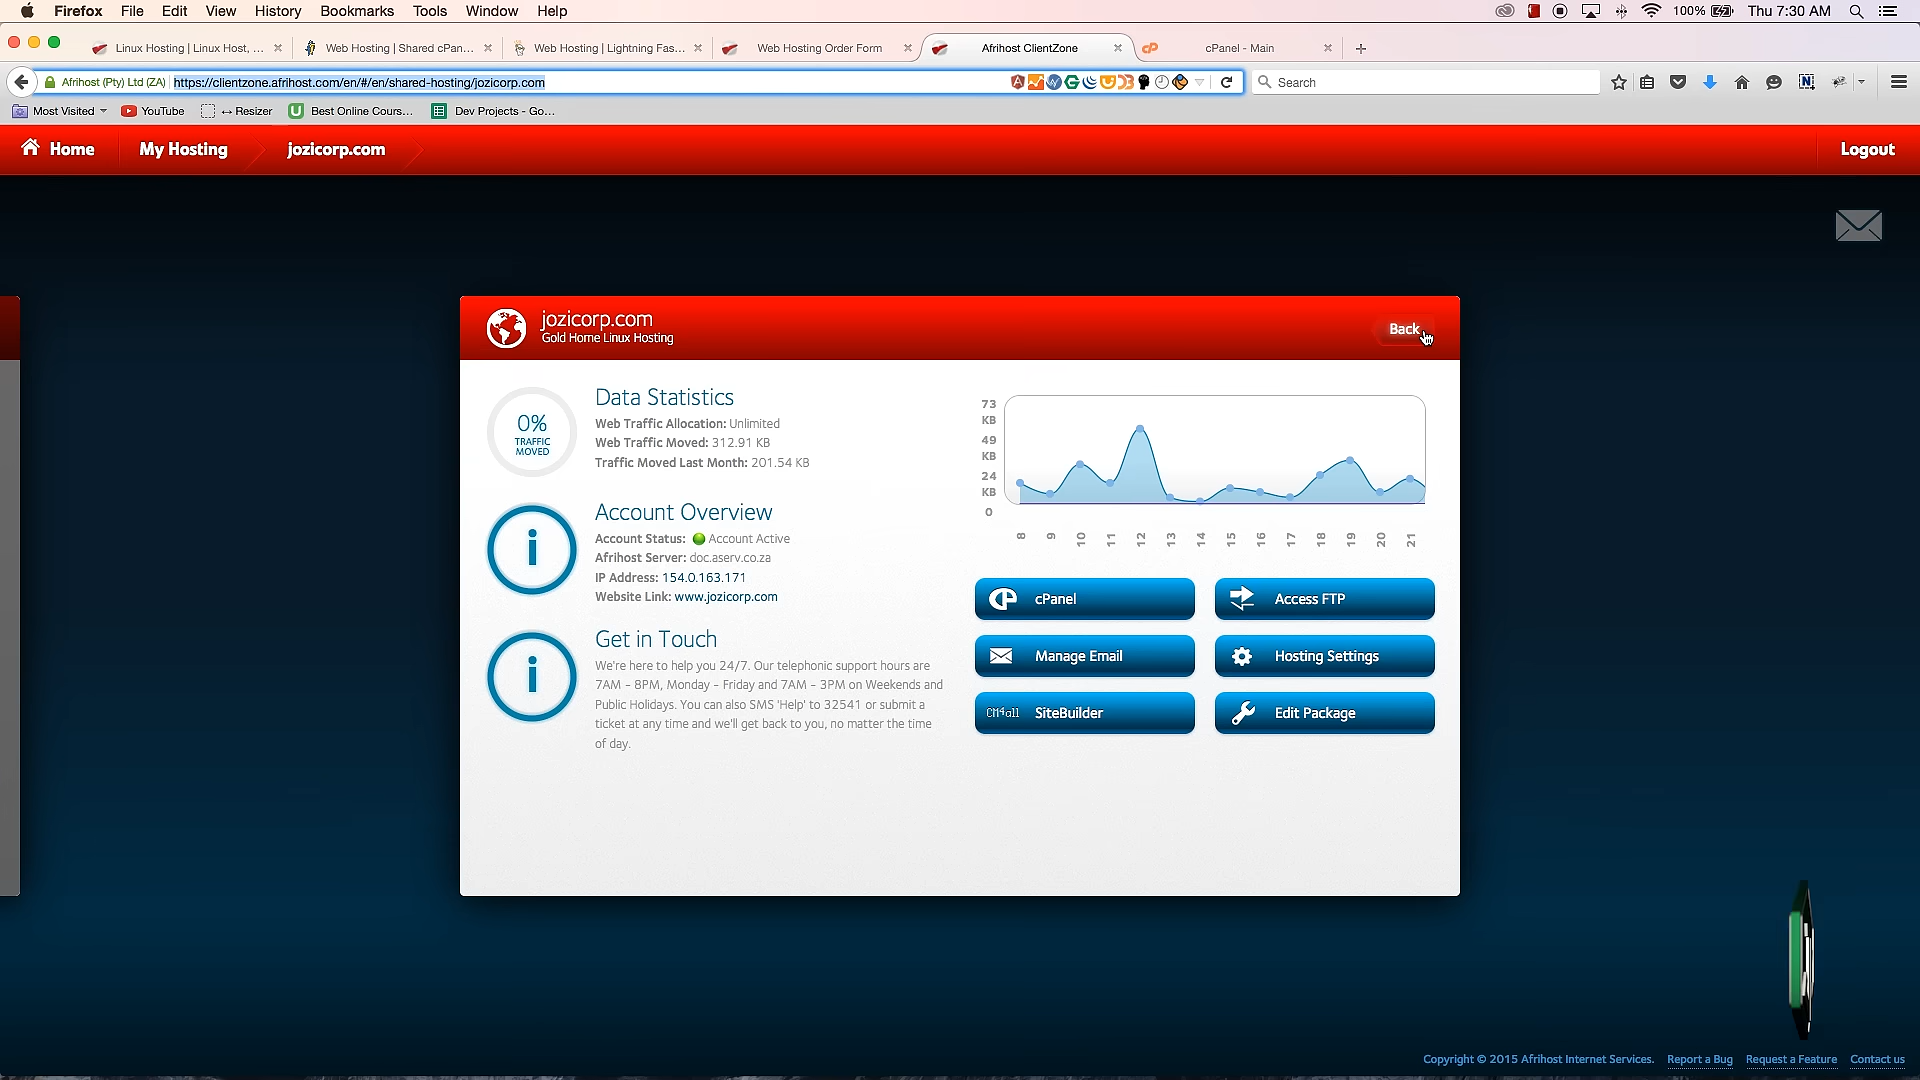 Firefox File Edit View History Bookmarks Tools Window Help 100% Thu 7:30 AM
Linux Hosting | Linux Host, ... Web Hosting | Shared cPan... Web Hosting | Lightning Fas... Web Hosting Order Form Afrihost ClientZone cPanel - Main
Afrihost (Pty) Ltd (ZA) https://clientzone.afrihost.com/en/#/en/shared-hosting/jozicorp.com Search
Most Visited YouTube ↔ Resizer Best Online Cours... Dev Projects - Go...
Home My Hosting jozicorp.com Logout
jozicorp.com
Gold Home Linux Hosting
Back
0%
TRAFFIC
MOVED
Data Statistics
Web Traffic Allocation: Unlimited
Web Traffic Moved: 312.91 KB
Traffic Moved Last Month: 201.54 KB
Account Overview
Account Status: Account Active
Afrihost Server: doc.aserv.co.za
IP Address: 154.0.163.171
Website Link: www.jozicorp.com
Get in Touch
We're here to help you 24/7. Our telephonic support hours are
7AM - 8PM, Monday - Friday and 7AM - 3PM on Weekends and
Public Holidays. You can also SMS 'Help' to 32541 or submit a
ticket at any time and we'll get back to you, no matter the time
of day.
73
KB
49
KB
24
KB
0
8 9 10 11 12 13 14 15 16 17 18 19 20 21
cPanel Access FTP
Manage Email Hosting Settings
CM4all SiteBuilder Edit Package
Copyright © 2015 Afrihost Internet Services. Report a Bug Request a Feature Contact us